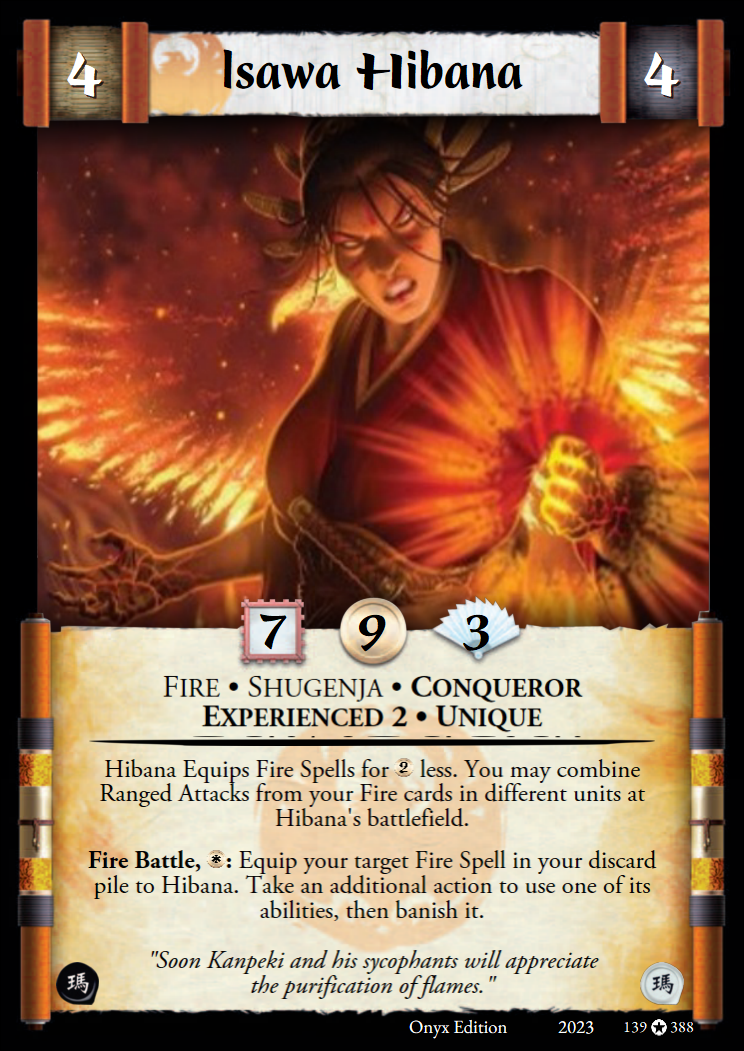 4 Isawa Hibana 4
7 9 3
Fire • Shugenja • Conqueror
Experienced 2 • Unique
Hibana Equips Fire Spells for 2 less. You may combine
Ranged Attacks from your Fire cards in different units at
Hibana's battlefield.
Fire Battle, *: Equip your target Fire Spell in your discard
pile to Hibana. Take an additional action to use one of its
abilities, then banish it.
"Soon Kanpeki and his sycophants will appreciate
the purification of flames."
瑪 瑪
Onyx Edition 2023 139 ★ 388